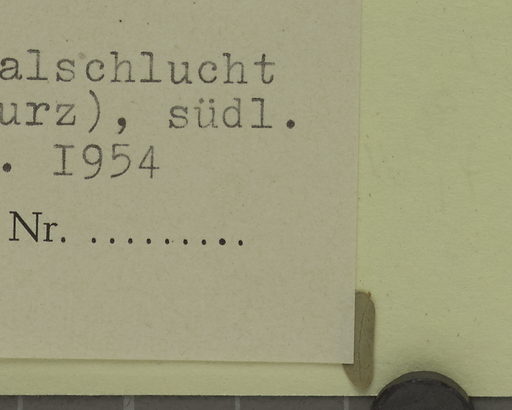 alschlucht
urz), südl.
. I954
Nr. ..........